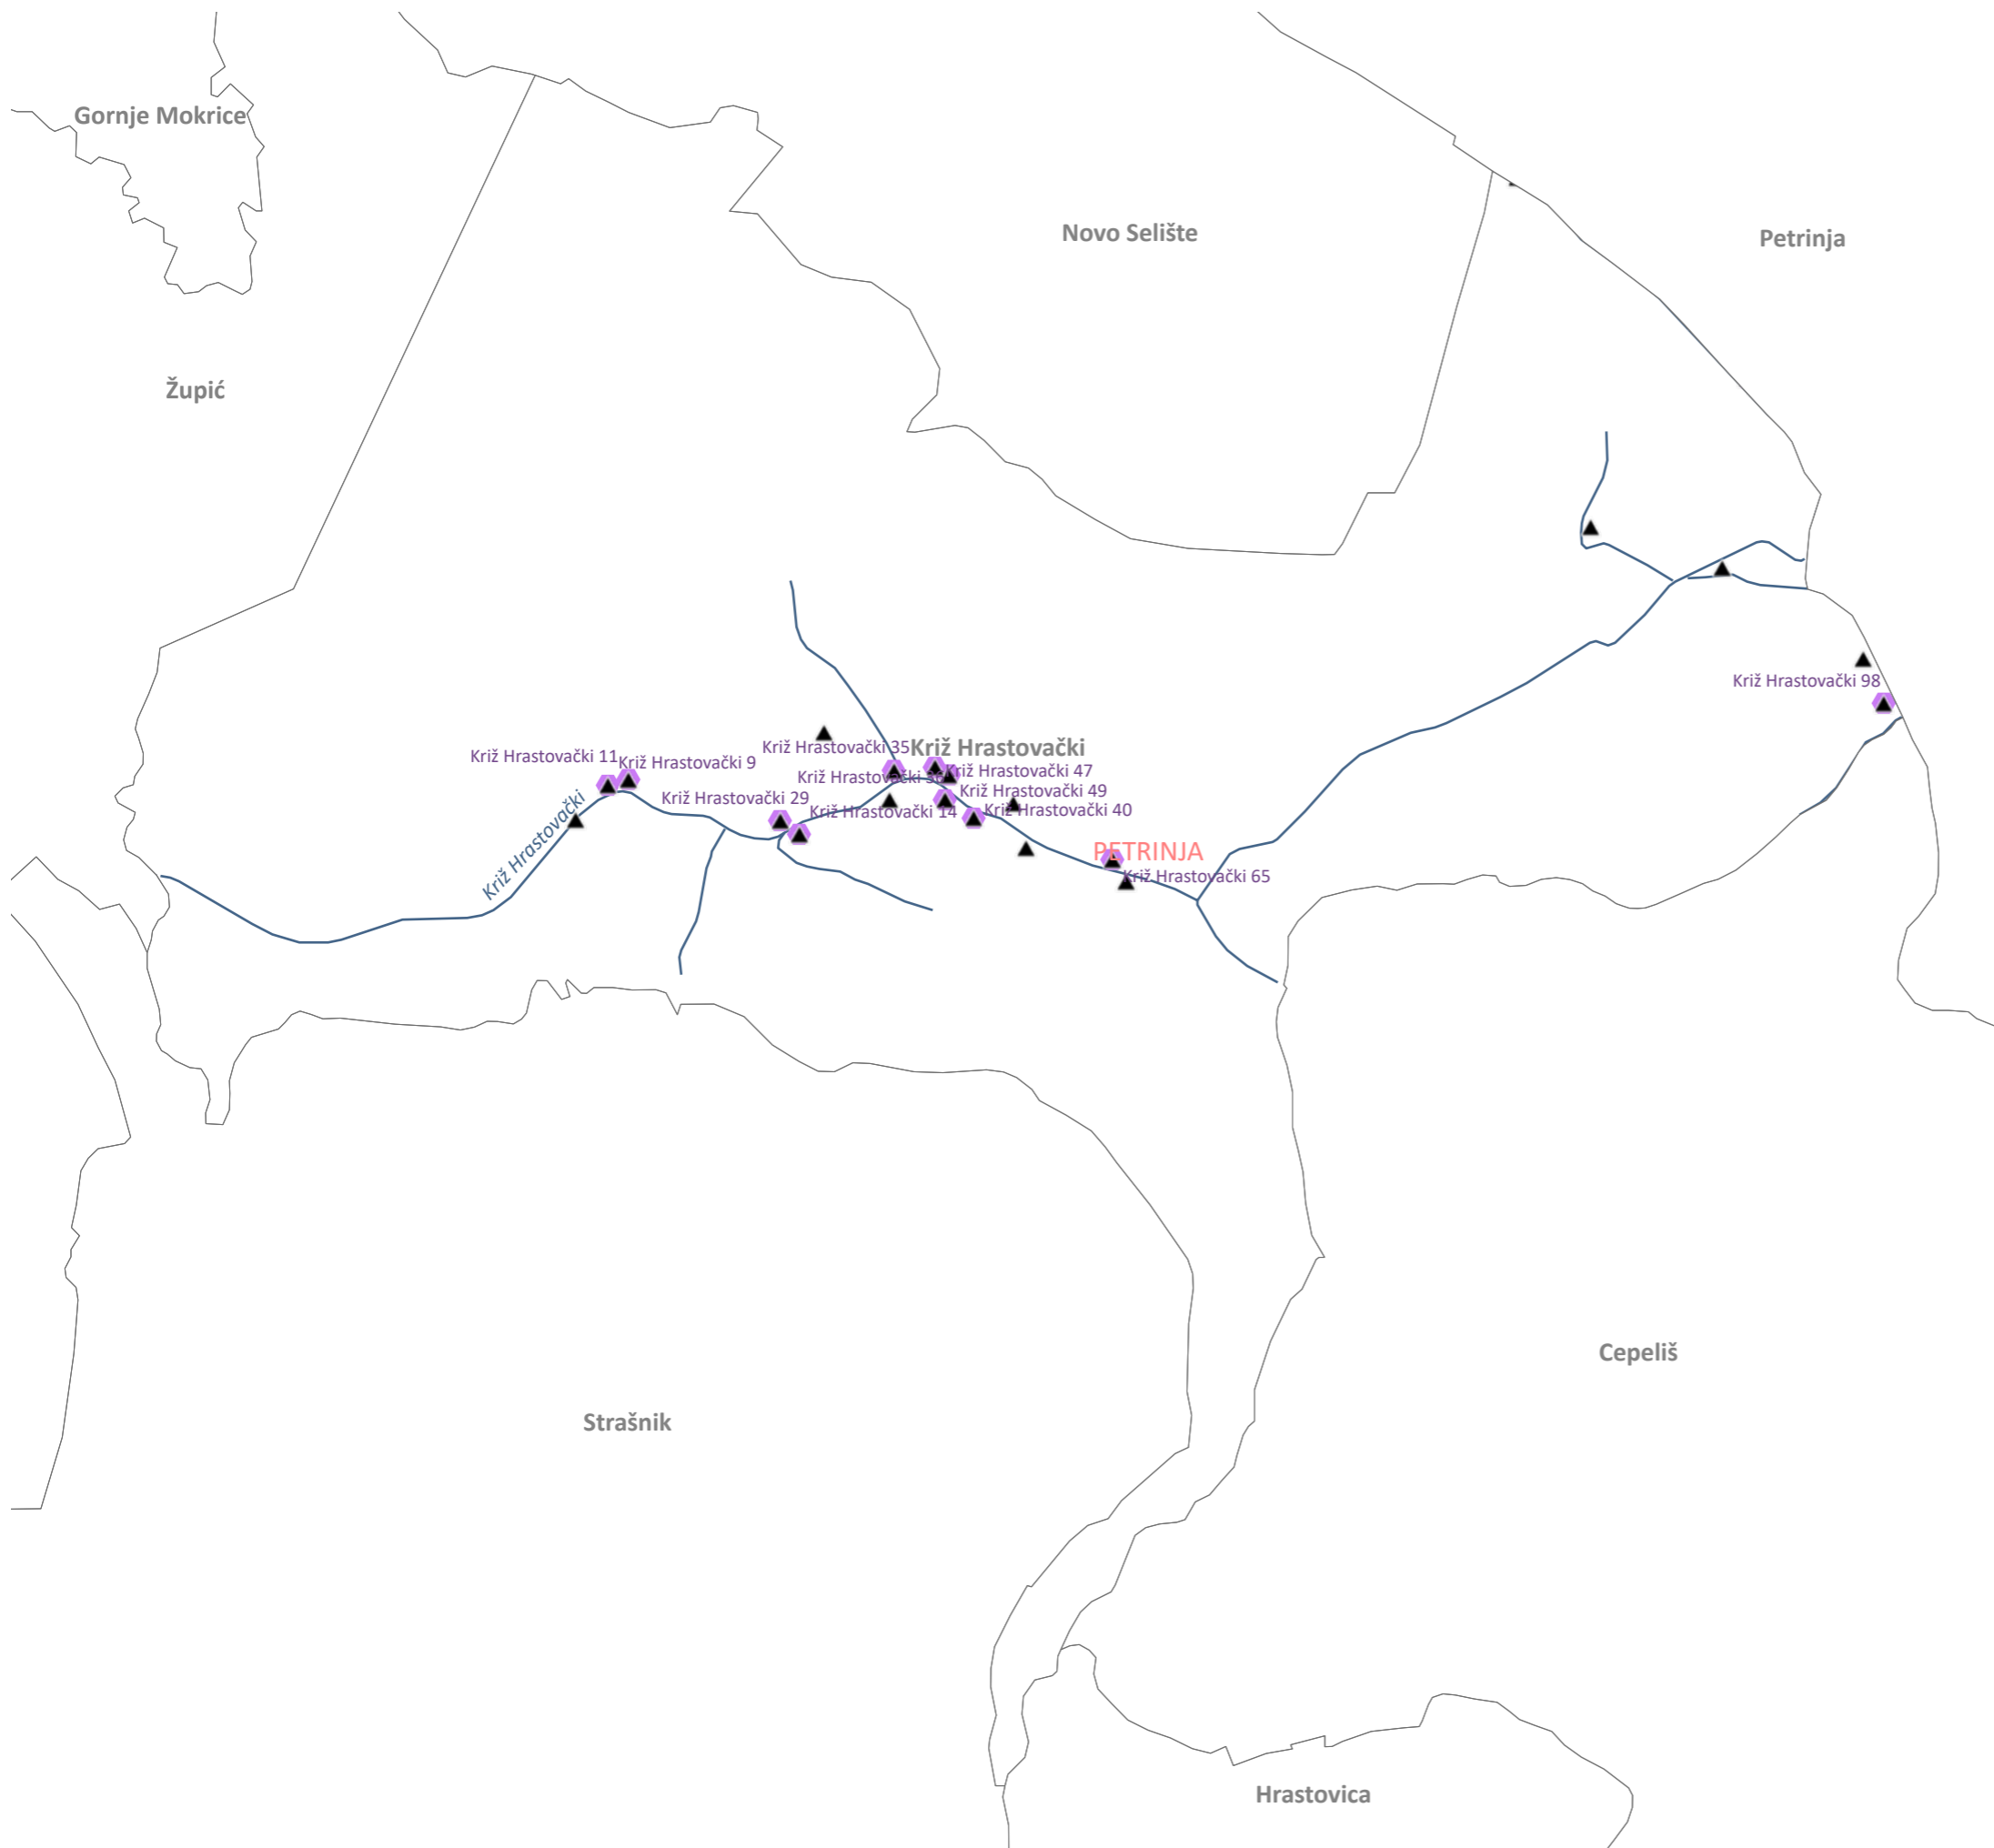 Gornje Mokrice
Novo Selište
Petrinja
Župić
Križ Hrastovački 98
Križ Hrastovački 35
Križ Hrastovački
Križ Hrastovački 11
Križ Hrastovački 9
Križ Hrastovački 47
Križ Hrastovački
Križ Hrastovački 49
Križ Hrastovački 29
Križ Hrastovački 14
Križ Hrastovački 40
Križ Hrastovački
PETRINJA
Križ Hrastovački 65
Cepeliš
Strašnik
Hrastovica